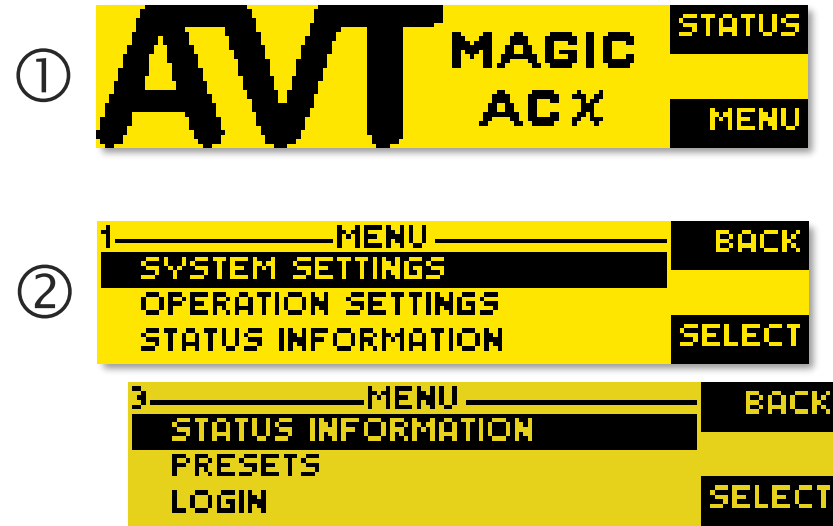 ①
AVT
MAGIC
AC X
STATUS
MENU
②
1 MENU
BACK
SYSTEM SETTINGS
OPERATION SETTINGS
STATUS INFORMATION
SELECT
3 MENU
BACK
STATUS INFORMATION
PRESETS
LOGIN
SELECT